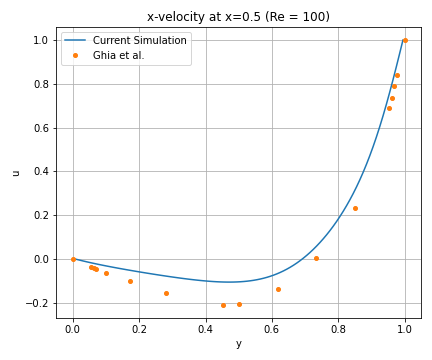 x-velocity at x=0.5 (Re = 100)
Current Simulation
Ghia et al.
1.0
0.8
0.6
0.4
0.2
0.0
−0.2
u
0.0 0.2 0.4 0.6 0.8 1.0
y